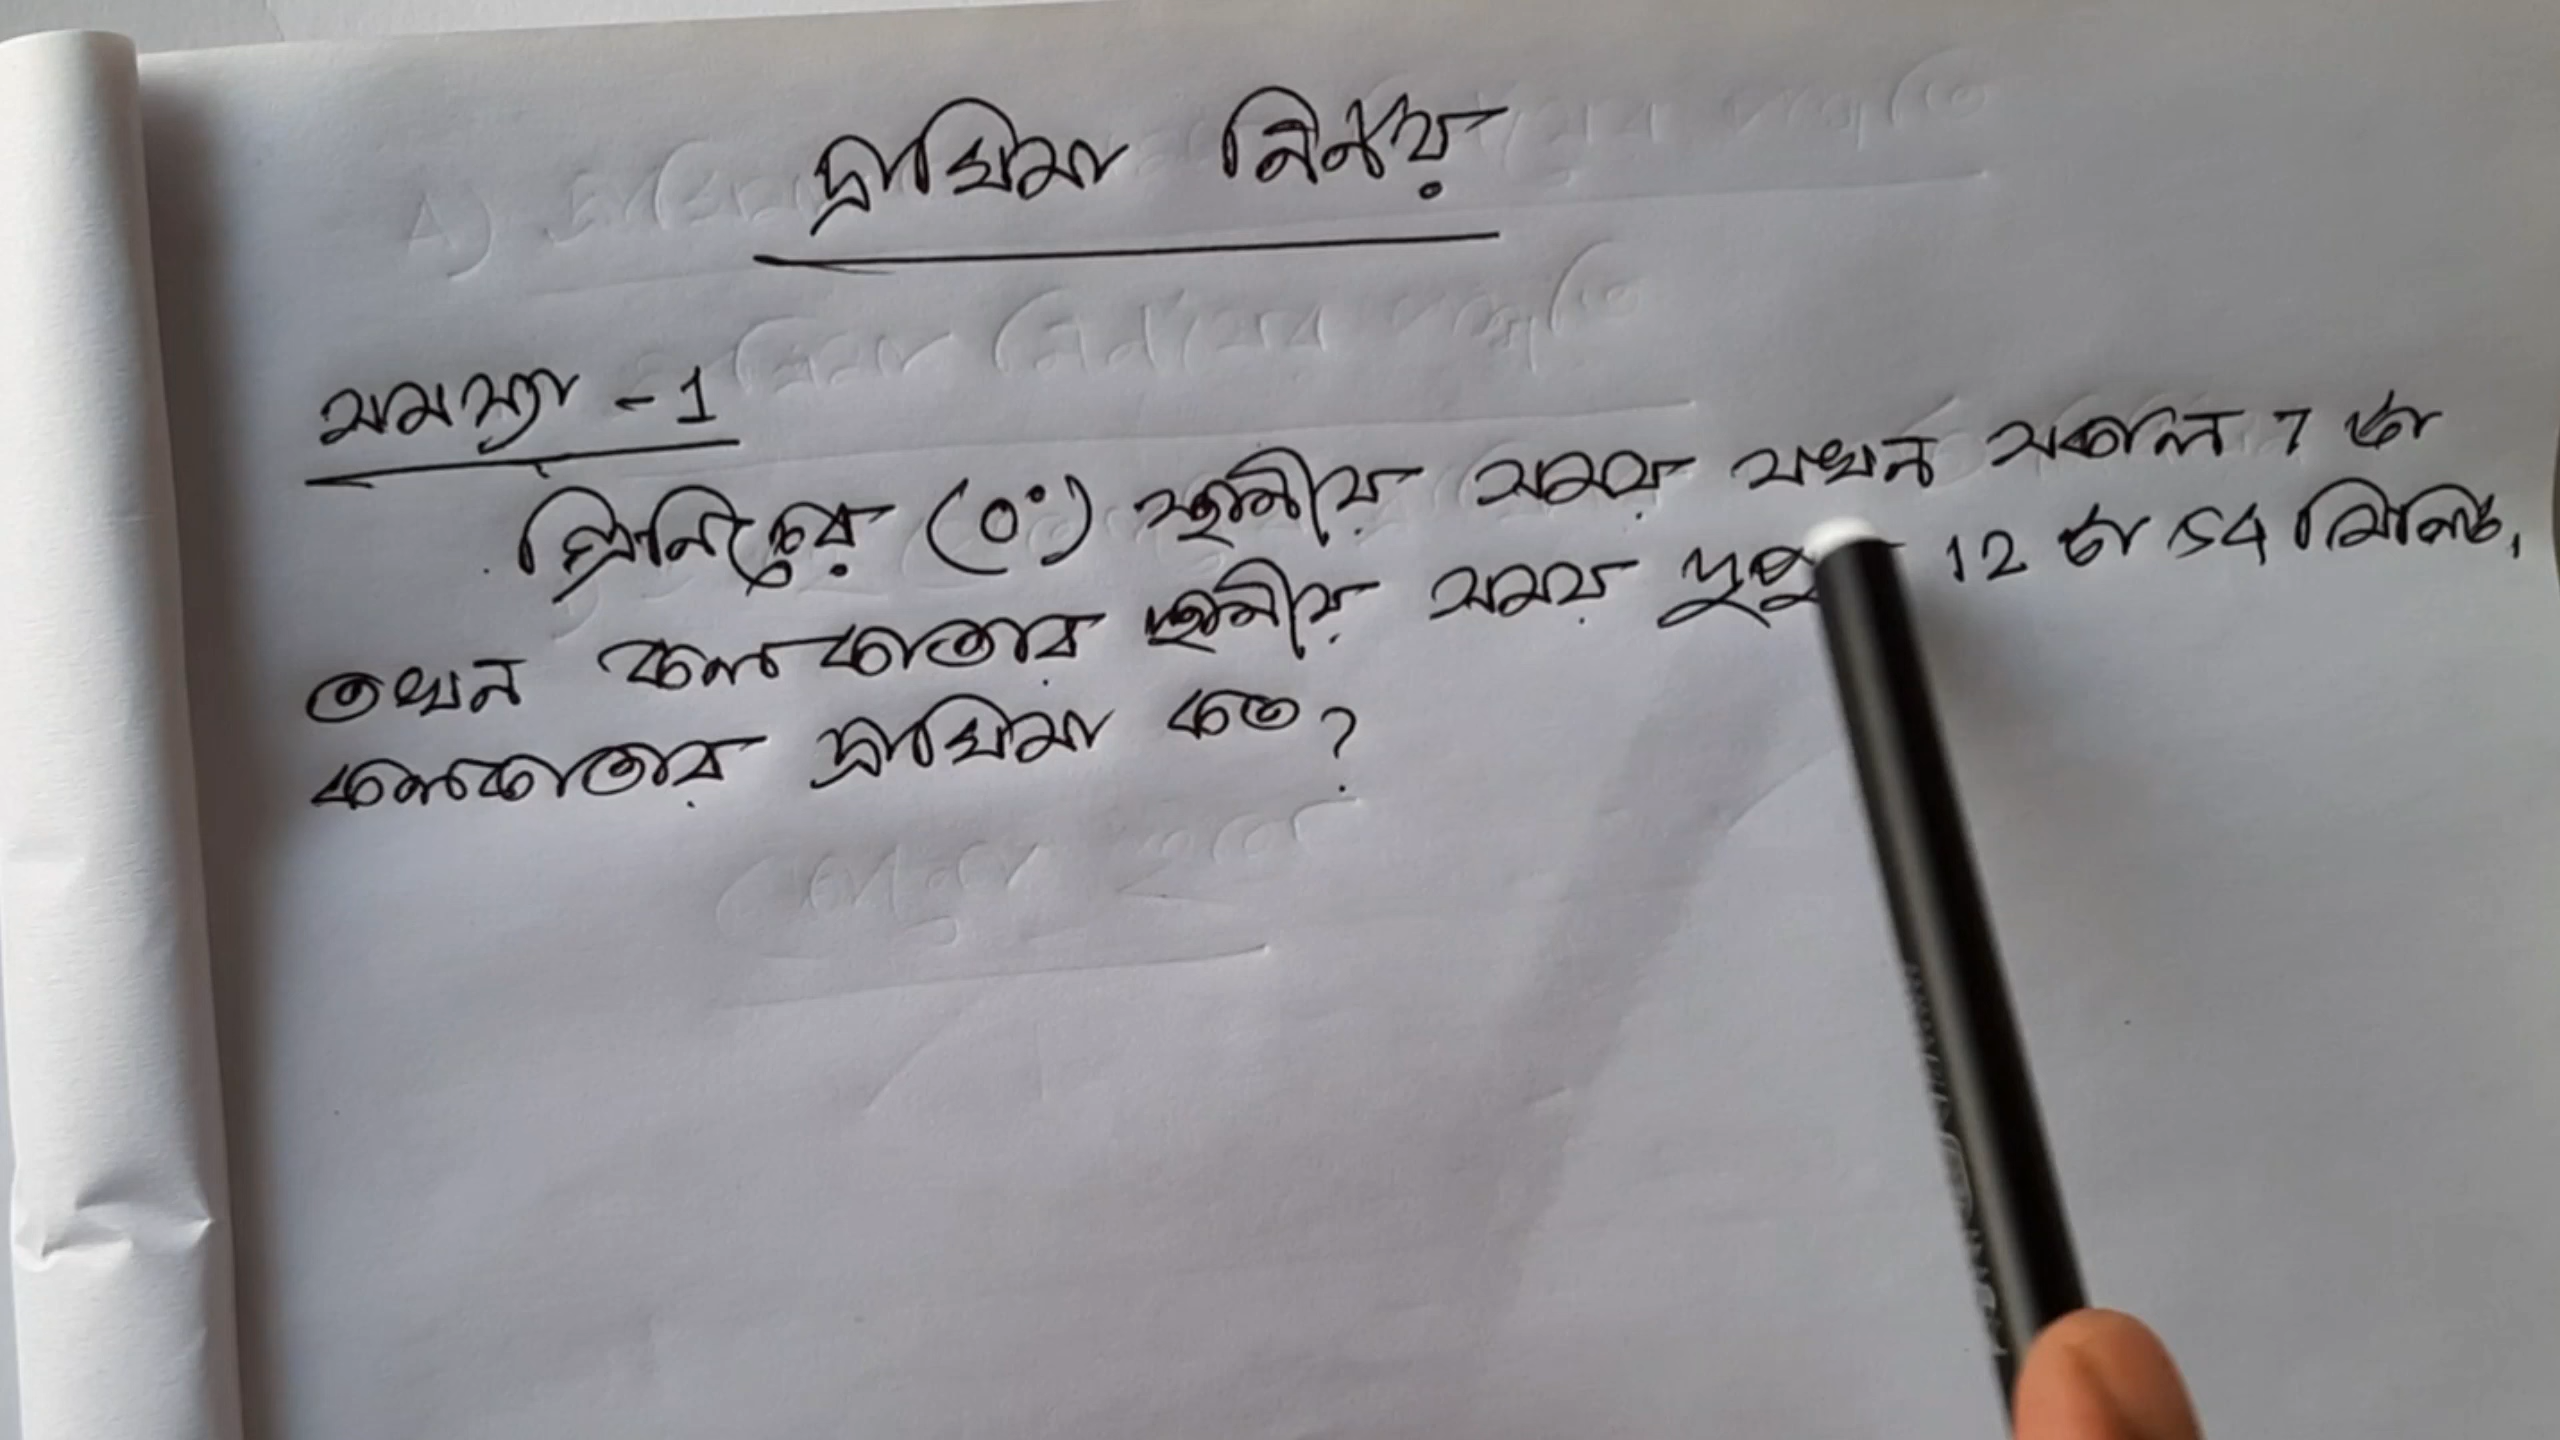 দ্রাঘিমা নির্ণয়
সমস্যা - 1
গ্রিনিচের (0°) স্থানীয় সময় যখন সকাল 7 টা
তখন কলকাতার স্থানীয় সময় দুপুর 12 টা 54 মিনিট,
কলকাতার দ্রাঘিমা কত?